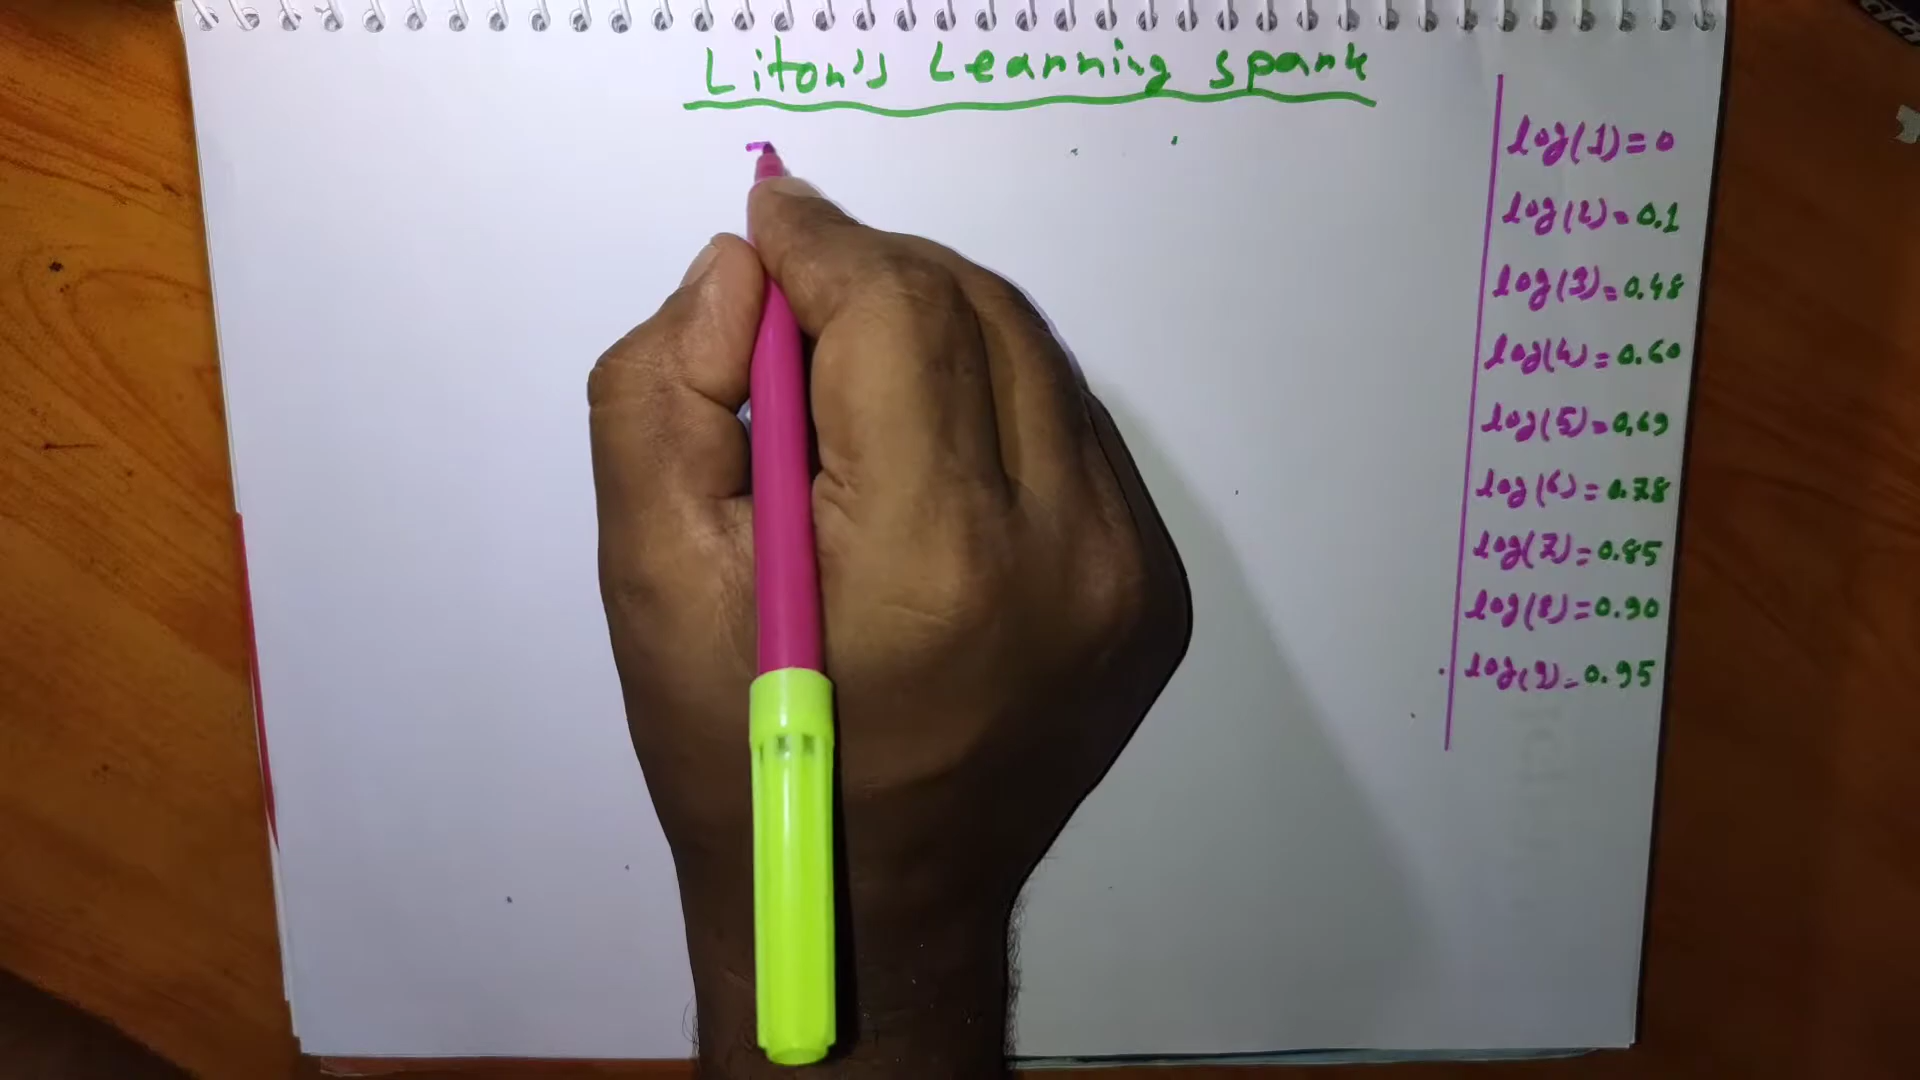 Liton's Learning spark
log(1)=0
log(2)=0.1
log(3)=0.48
log(4)=0.60
log(5)=0.69
log(6)=0.78
log(7)=0.85
log(8)=0.90
log(9)=0.95